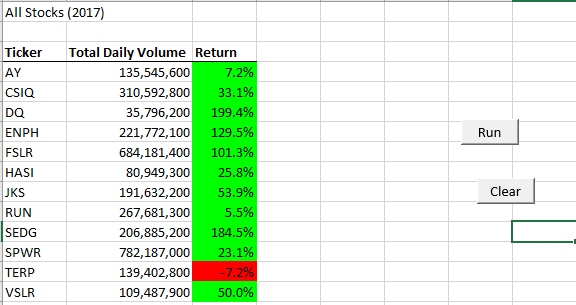 All Stocks (2017)
Ticker Total Daily Volume Return
AY 135,545,600 7.2%
CSIQ 310,592,800 33.1%
DQ 35,796,200 199.4%
ENPH 221,772,100 129.5%
Run
FSLR 684,181,400 101.3%
HASI 80,949,300 25.8%
JKS 191,632,200 53.9%
Clear
RUN 267,681,300 5.5%
SEDG 206,885,200 184.5%
SPWR 782,187,000 23.1%
TERP 139,402,800 -7.2%
VSLR 109,487,900 50.0%